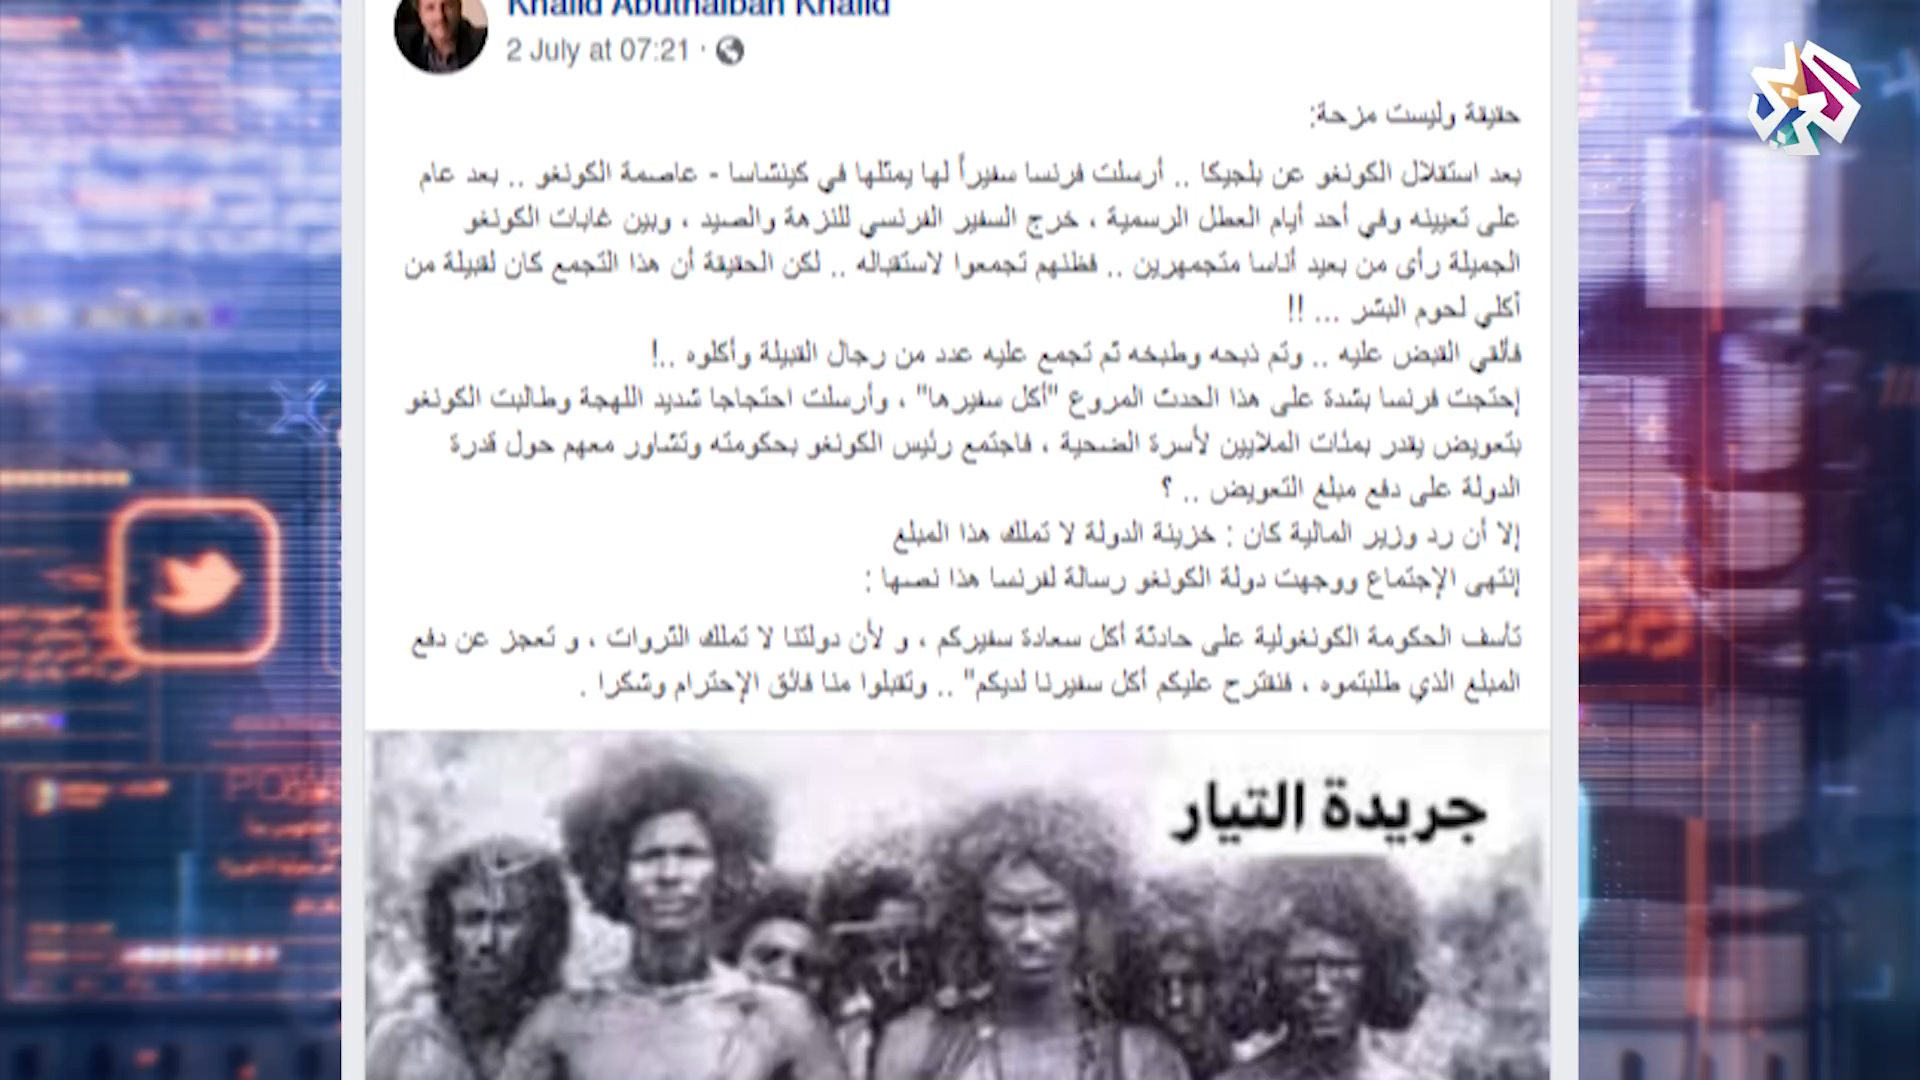 Khalid Abuthaibah Khalid
2 July at 07:21 ·
حقيقة وليست مزحة:
بعد استقلال الكونغو عن بلجيكا .. أرسلت فرنسا سفيراً لها يمثلها في كينشاسا - عاصمة الكونغو .. بعد عام
على تعيينه وفي أحد أيام العطل الرسمية ، خرج السفير الفرنسي للنزهة والصيد ، وبين غابات الكونغو
الجميلة رأى من بعيد أناسا متجمهرين .. فظنهم تجمعوا لاستقباله .. لكن الحقيقة أن هذا التجمع كان لقبيلة من
آكلي لحوم البشر ... !!
فألقي القبض عليه .. وتم ذبحه وطبخه ثم تجمع عليه عدد من رجال القبيلة وأكلوه ..!
إحتجت فرنسا بشدة على هذا الحدث المروع "أكل سفيرها" ، وأرسلت احتجاجا شديد اللهجة وطالبت الكونغو
بتعويض يقدر بمئات الملايين لأسرة الضحية ، فاجتمع رئيس الكونغو بحكومته وتشاور معهم حول قدرة
الدولة على دفع مبلغ التعويض .. ؟
إلا أن رد وزير المالية كان : خزينة الدولة لا تملك هذا المبلغ
إنتهى الإجتماع ووجهت دولة الكونغو رسالة لفرنسا هذا نصها :
تأسف الحكومة الكونغولية على حادثة أكل سعادة سفيركم ، و لأن دولتنا لا تملك الثروات ، و تعجز عن دفع
المبلغ الذي طلبتموه ، فنقترح عليكم أكل سفيرنا لديكم" .. وتقبلوا منا فائق الإحترام وشكرا .
جريدة التيار